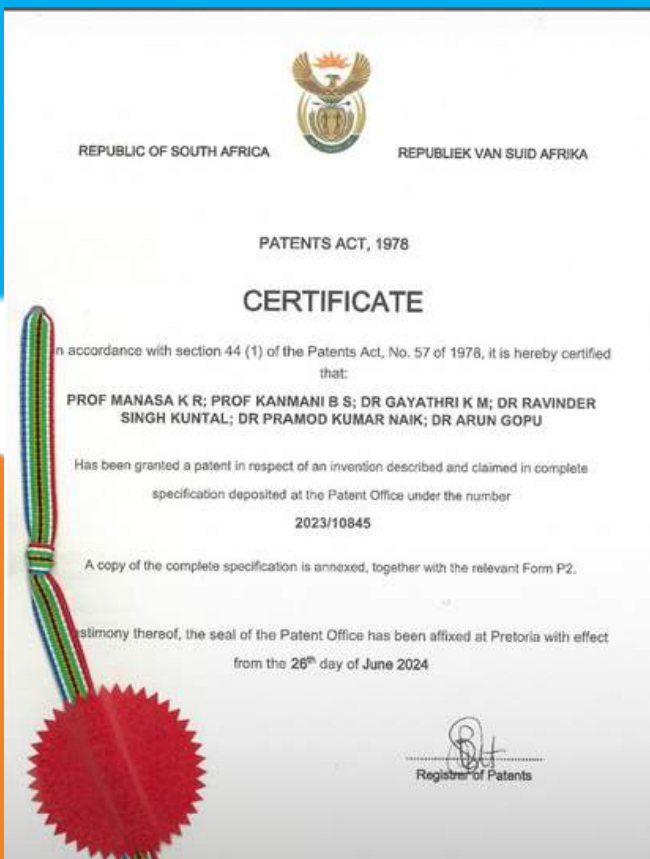 REPUBLIC OF SOUTH AFRICA
REPUBLIEK VAN SUID AFRIKA
PATENTS ACT, 1978
CERTIFICATE
n accordance with section 44 (1) of the Patents Act, No. 57 of 1978, it is hereby certified
that:
PROF MANASA K R; PROF KANMANI B S; DR GAYATHRI K M; DR RAVINDER
SINGH KUNTAL; DR PRAMOD KUMAR NAIK; DR ARUN GOPU
Has been granted a patent in respect of an invention described and claimed in complete
specification deposited at the Patent Office under the number
2023/10845
A copy of the complete specification is annexed, together with the relevant Form P2.
stimony thereof, the seal of the Patent Office has been affixed at Pretoria with effect
from the 26th day of June 2024
Registrar of Patents